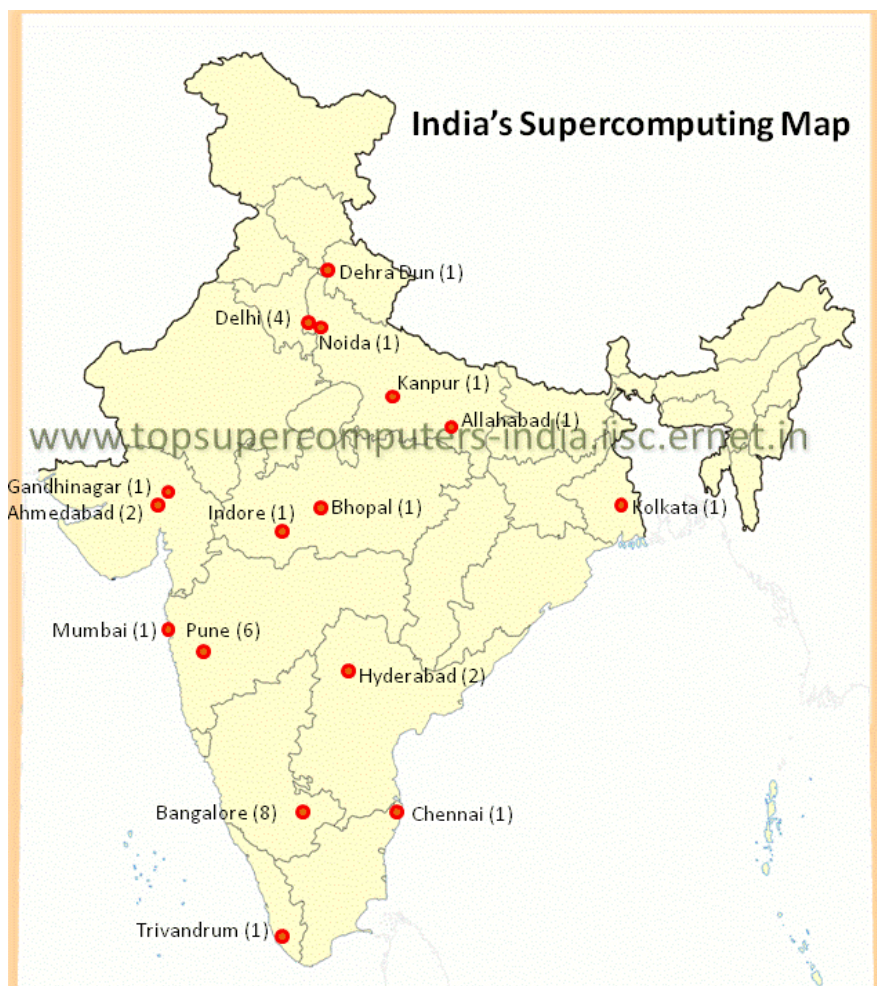 India's Supercomputing Map
Dehra Dun (1)
Delhi (4)
Noida (1)
Kanpur (1)
Allahabad (1)
www.topsupercomputers-india.iisc.ernet.in
Gandhinagar (1)
Ahmedabad (2)
Indore (1)
Bhopal (1)
Kolkata (1)
Mumbai (1)
Pune (6)
Hyderabad (2)
Bangalore (8)
Chennai (1)
Trivandrum (1)